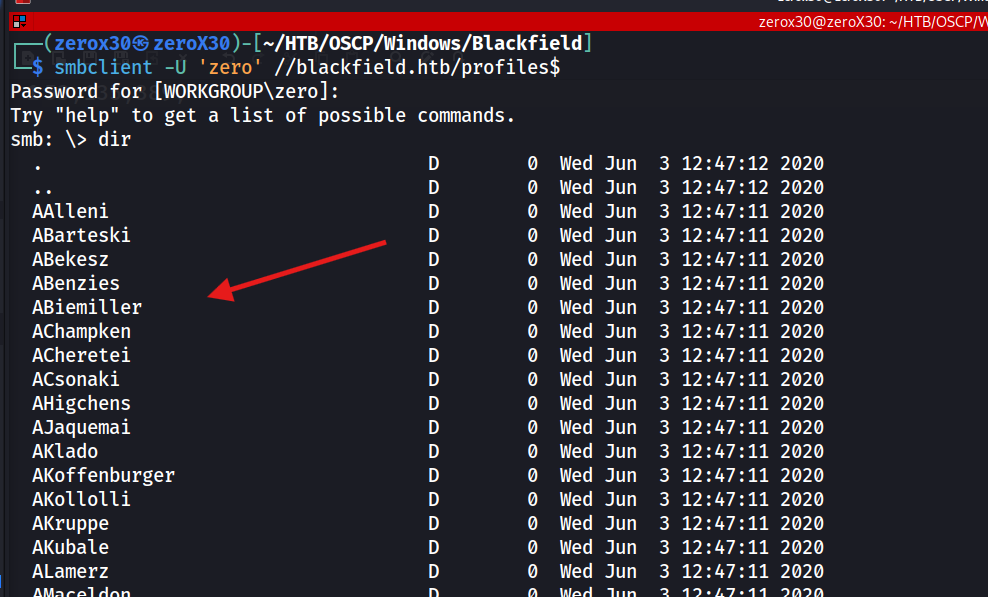 zerox30@zeroX30: ~/HTB/OSCP/W
┌──(zerox30㉿zeroX30)-[~/HTB/OSCP/Windows/Blackfield]
└─$ smbclient -U 'zero' //blackfield.htb/profiles$
Password for [WORKGROUP\zero]:
Try "help" to get a list of possible commands.
smb: \> dir
. D 0 Wed Jun 3 12:47:12 2020
.. D 0 Wed Jun 3 12:47:12 2020
AAlleni D 0 Wed Jun 3 12:47:11 2020
ABarteski D 0 Wed Jun 3 12:47:11 2020
ABekesz D 0 Wed Jun 3 12:47:11 2020
ABenzies D 0 Wed Jun 3 12:47:11 2020
ABiemiller D 0 Wed Jun 3 12:47:11 2020
AChampken D 0 Wed Jun 3 12:47:11 2020
ACheretei D 0 Wed Jun 3 12:47:11 2020
ACsonaki D 0 Wed Jun 3 12:47:11 2020
AHigchens D 0 Wed Jun 3 12:47:11 2020
AJaquemai D 0 Wed Jun 3 12:47:11 2020
AKlado D 0 Wed Jun 3 12:47:11 2020
AKoffenburger D 0 Wed Jun 3 12:47:11 2020
AKollolli D 0 Wed Jun 3 12:47:11 2020
AKruppe D 0 Wed Jun 3 12:47:11 2020
AKubale D 0 Wed Jun 3 12:47:11 2020
ALamerz D 0 Wed Jun 3 12:47:11 2020
AMaceldon D 0 Wed Jun 3 12:47:11 2020